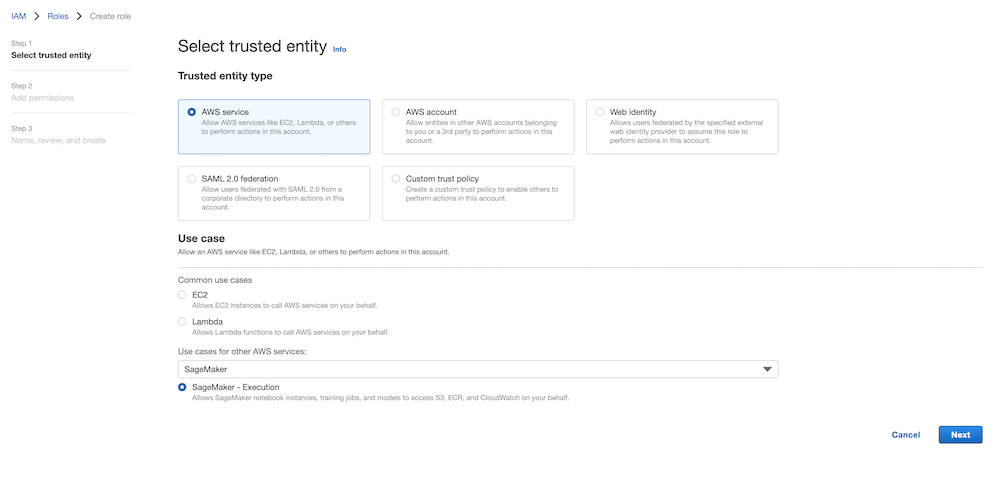 IAM > Roles > Create role
Step 1
Select trusted entity
Step 2
Add permissions
Step 3
Name, review, and create
Select trusted entity Info
Trusted entity type
AWS service
Allow AWS services like EC2, Lambda, or others
to perform actions in this account.
AWS account
Allow entities in other AWS accounts belonging
to you or a 3rd party to perform actions in this
account.
Web identity
Allows users federated by the specified external
web identity provider to assume this role to
perform actions in this account.
SAML 2.0 federation
Allow users federated with SAML 2.0 from a
corporate directory to perform actions in this
account.
Custom trust policy
Create a custom trust policy to enable others to
perform actions in this account.
Use case
Allow an AWS service like EC2, Lambda, or others to perform actions in this account.
Common use cases
EC2
Allows EC2 instances to call AWS services on your behalf.
Lambda
Allows Lambda functions to call AWS services on your behalf.
Use cases for other AWS services:
SageMaker
SageMaker - Execution
Allows SageMaker notebook instances, training jobs, and models to access S3, ECR, and CloudWatch on your behalf.
Cancel
Next